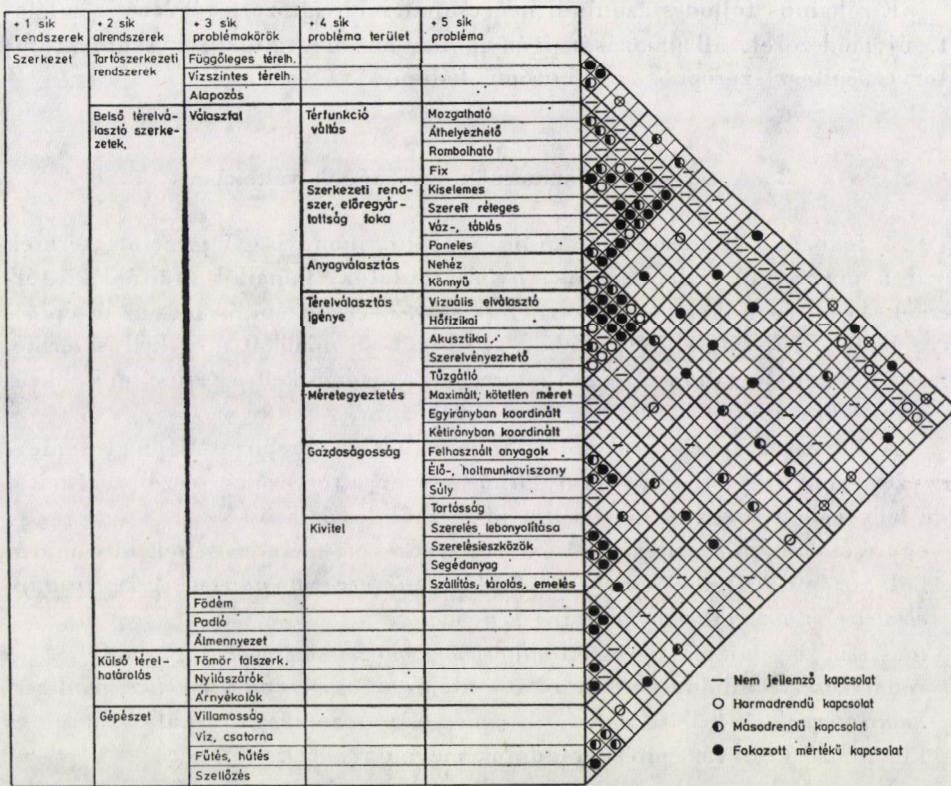 + 1 sík
rendszerek
+ 2 sík
alrendszerek
+ 3 sík
problémakörök
+ 4 sík
probléma terület
+ 5 sík
probléma
Szerkezet
Tartószerkezeti
rendszerek
Függőleges térelh.
Vízszintes térelh.
Alapozás
Belső térelvá-
lasztó szerke-
zetek,
Válaszfal
Térfunkció
váltás
Mozgatható
Áthelyezhető
Rombolható
Fix
Szerkezeti rend-
szer, előregyár-
tottság foka
Kiselemes
Szerelt réteges
Váz-, táblás
Paneles
Anyagválasztás
Nehéz
Könnyű
Térelválasztás
igénye
Vizuális elválasztó
Hőfizikai
Akusztikai
Szerelvényezhető
Tűzgátló
Méretegyeztetés
Maximált, kötetlen méret
Egyirányban koordinált
Kétirányban koordinált
Gazdaságosság
Felhasznált anyagok
Élő-, holtmunkaviszony
Súly
Tartósság
Kivitel
Szerelés, lebonyolítása
Szerelésieszközök
Segédanyag
Szállítás, tárolás, emelés
Födém
Padló
Álmennyezet
Külső térel-
határolás
Tömör falszerk.
Nyílászárók
Árnyékolók
Gépészet
Villamosság
Víz, csatorna
Fűtés, hűtés
Szellőzés
Nem jellemző kapcsolat
Harmadrendű kapcsolat
Másodrendű kapcsolat
Fokozott mértékű kapcsolat